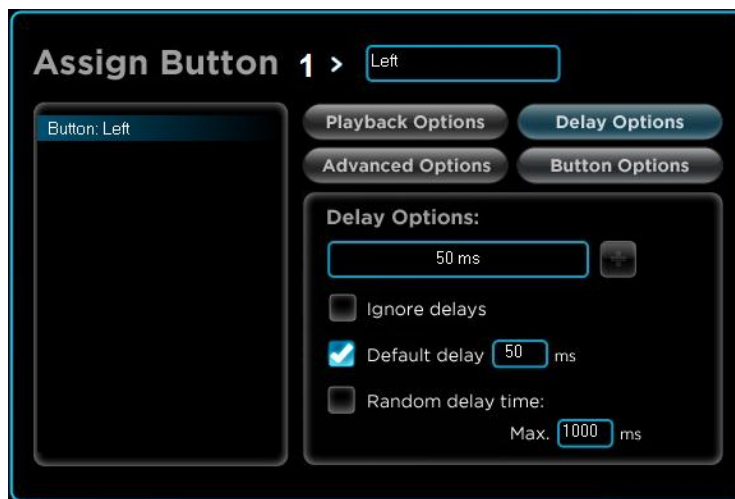 Assign Button 1 > Left
Button: Left
Playback Options
Delay Options
Advanced Options
Button Options
Delay Options:
50 ms
+
Ignore delays
Default delay 50 ms
Random delay time:
Max. 1000 ms